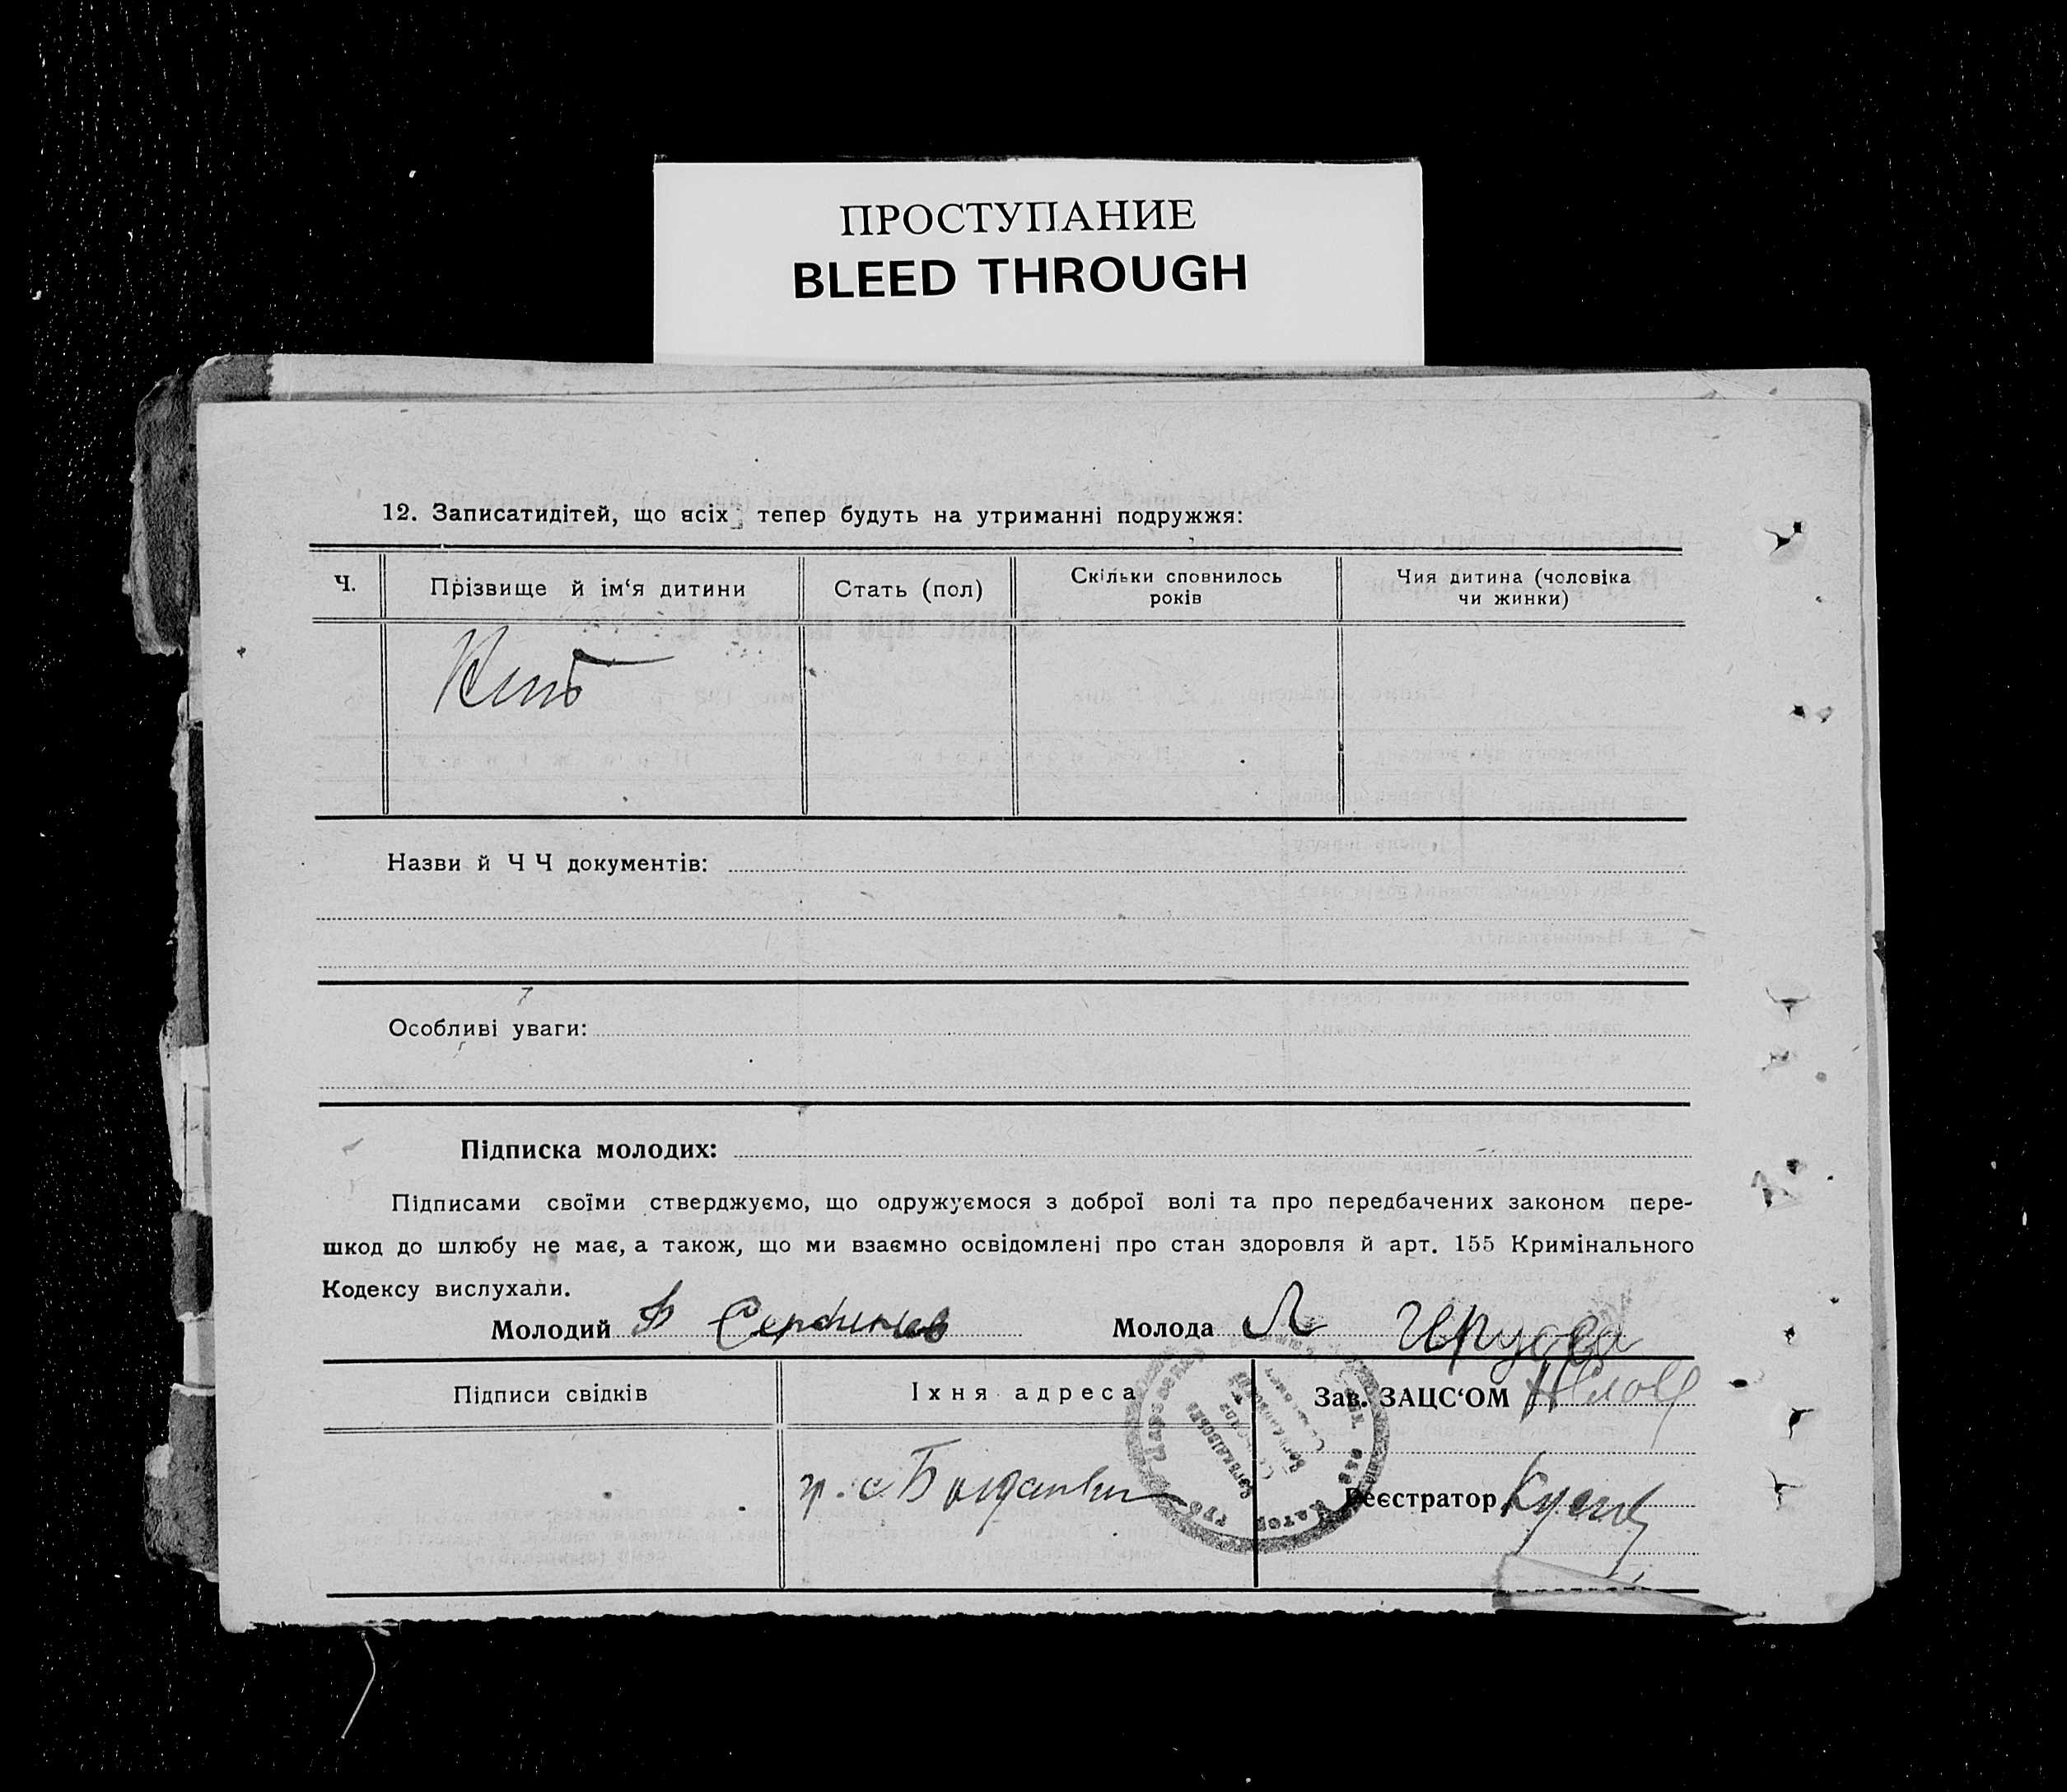 ПРОСТУПАНИЕ
BLEED THROUGH
12. Записатидітей, що всіх тепер будуть на утриманні подружжя:
Ч.
Прізвище й ім‘я дитини
Стать (пол)
Скільки сповнилось
років
Чия дитина (чоловіка
чи жинки)
Назви й Ч Ч документів:
Особливі уваги:
Підписка молодих:
Підписами своїми стверджуємо, що одружуємося з доброї волі та про передбачених законом пере-
шкод до шлюбу не має, а також, що ми взаємно освідомлені про стан здоровля й арт. 155 Кримінального
Кодексу вислухали.
Молодий
Молода Л
Підписи свідків
Їхня адреса
Зав. ЗАЦС‘ОМ
Реєстратор